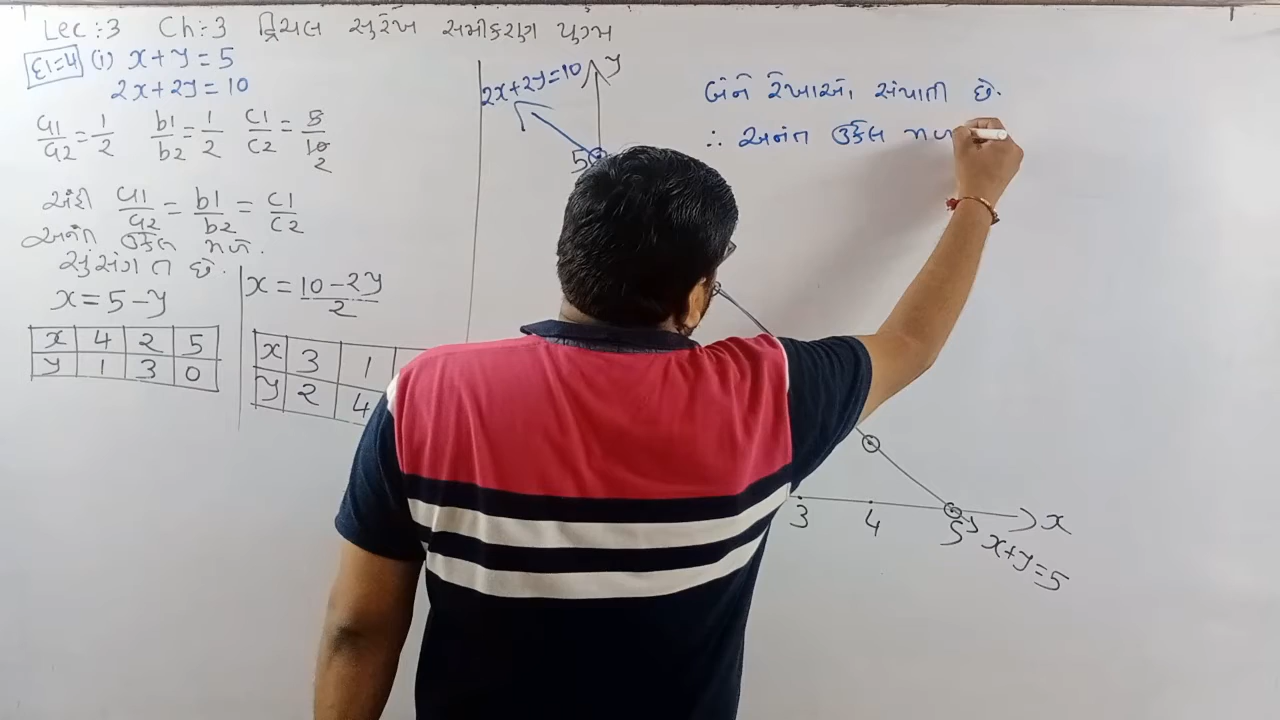 Lec:3 Ch:3 દ્વિચલ સુરેખ સમીકરણ યુગ્મ
દા=4 (i) x+y=5
2x+2y=10
a1/a2=1/2 b1/b2=1/2 c1/c2=5/10 2
અહીં a1/a2=b1/b2=c1/c2
અનંત ઉકેલ મળે.
સુસંગત છે.
x=5-y
x 4 2 5
y 1 3 0
x=10-2y/2
x 3 1
y 2 4
2x+2y=10
y
5
3 4 5 x
x+y=5
બંને રેખાઓ સંપાતી છે.
∴ અનંત ઉકેલ મળ